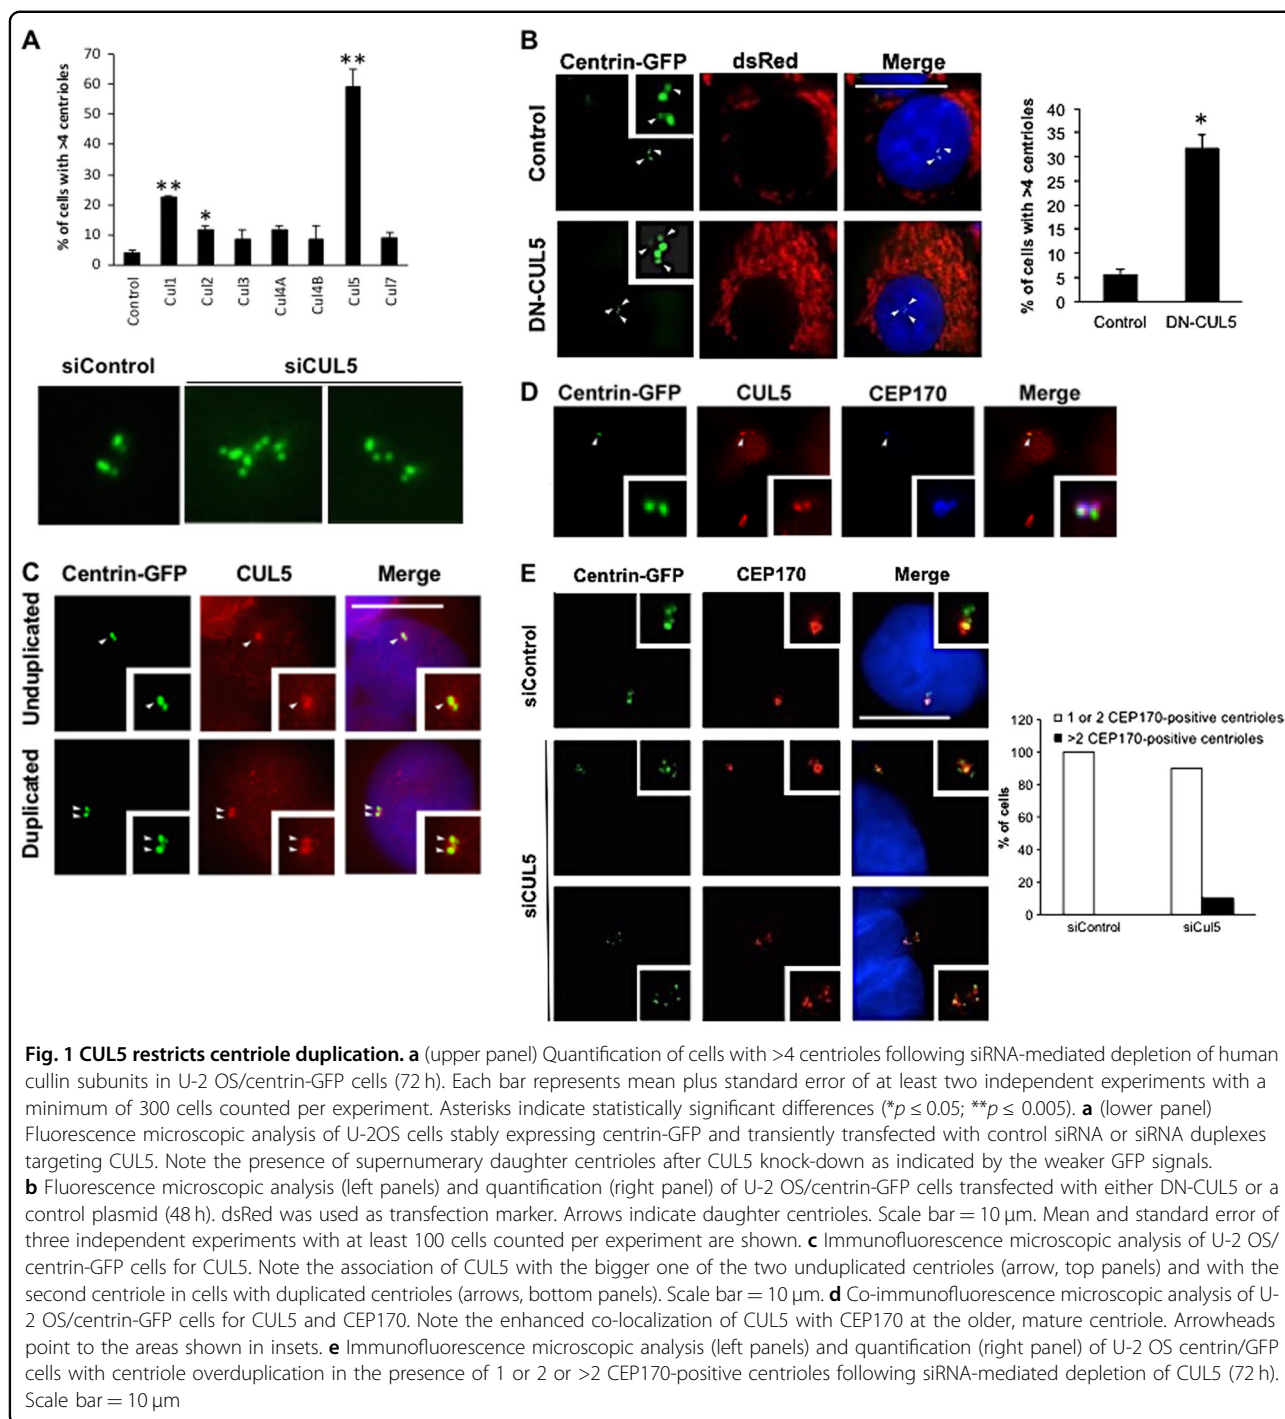 A
% of cells with >4 centrioles
70
60
50
40
30
20
10
0
**
*
**
Control
Cul1
Cul2
Cul3
Cul4A
Cul4B
Cul5
Cul7
siControl
siCUL5
B
Centrin-GFP
dsRed
Merge
Control
DN-CUL5
% of cells with >4 centrioles
40
35
30
25
20
15
10
5
0
*
Control
DN-CUL5
C
Centrin-GFP
CUL5
Merge
Unduplicated
Duplicated
D
Centrin-GFP
CUL5
CEP170
Merge
E
Centrin-GFP
CEP170
Merge
siControl
siCUL5
% of cells
120
100
80
60
40
20
0
1 or 2 CEP170-positive centrioles
>2 CEP170-positive centrioles
siControl
siCul5
Fig. 1 CUL5 restricts centriole duplication. a (upper panel) Quantification of cells with >4 centrioles following siRNA-mediated depletion of human
cullin subunits in U-2 OS/centrin-GFP cells (72 h). Each bar represents mean plus standard error of at least two independent experiments with a
minimum of 300 cells counted per experiment. Asterisks indicate statistically significant differences (*p ≤ 0.05; **p ≤ 0.005). a (lower panel)
Fluorescence microscopic analysis of U-2OS cells stably expressing centrin-GFP and transiently transfected with control siRNA or siRNA duplexes
targeting CUL5. Note the presence of supernumerary daughter centrioles after CUL5 knock-down as indicated by the weaker GFP signals.
b Fluorescence microscopic analysis (left panels) and quantification (right panel) of U-2 OS/centrin-GFP cells transfected with either DN-CUL5 or a
control plasmid (48 h). dsRed was used as transfection marker. Arrows indicate daughter centrioles. Scale bar = 10 μm. Mean and standard error of
three independent experiments with at least 100 cells counted per experiment are shown. c Immunofluorescence microscopic analysis of U-2 OS/
centrin-GFP cells for CUL5. Note the association of CUL5 with the bigger one of the two unduplicated centrioles (arrow, top panels) and with the
second centriole in cells with duplicated centrioles (arrows, bottom panels). Scale bar = 10 μm. d Co-immunofluorescence microscopic analysis of U-
2 OS/centrin-GFP cells for CUL5 and CEP170. Note the enhanced co-localization of CUL5 with CEP170 at the older, mature centriole. Arrowheads
point to the areas shown in insets. e Immunofluorescence microscopic analysis (left panels) and quantification (right panel) of U-2 OS centrin/GFP
cells with centriole overduplication in the presence of 1 or 2 or >2 CEP170-positive centrioles following siRNA-mediated depletion of CUL5 (72 h).
Scale bar = 10 μm